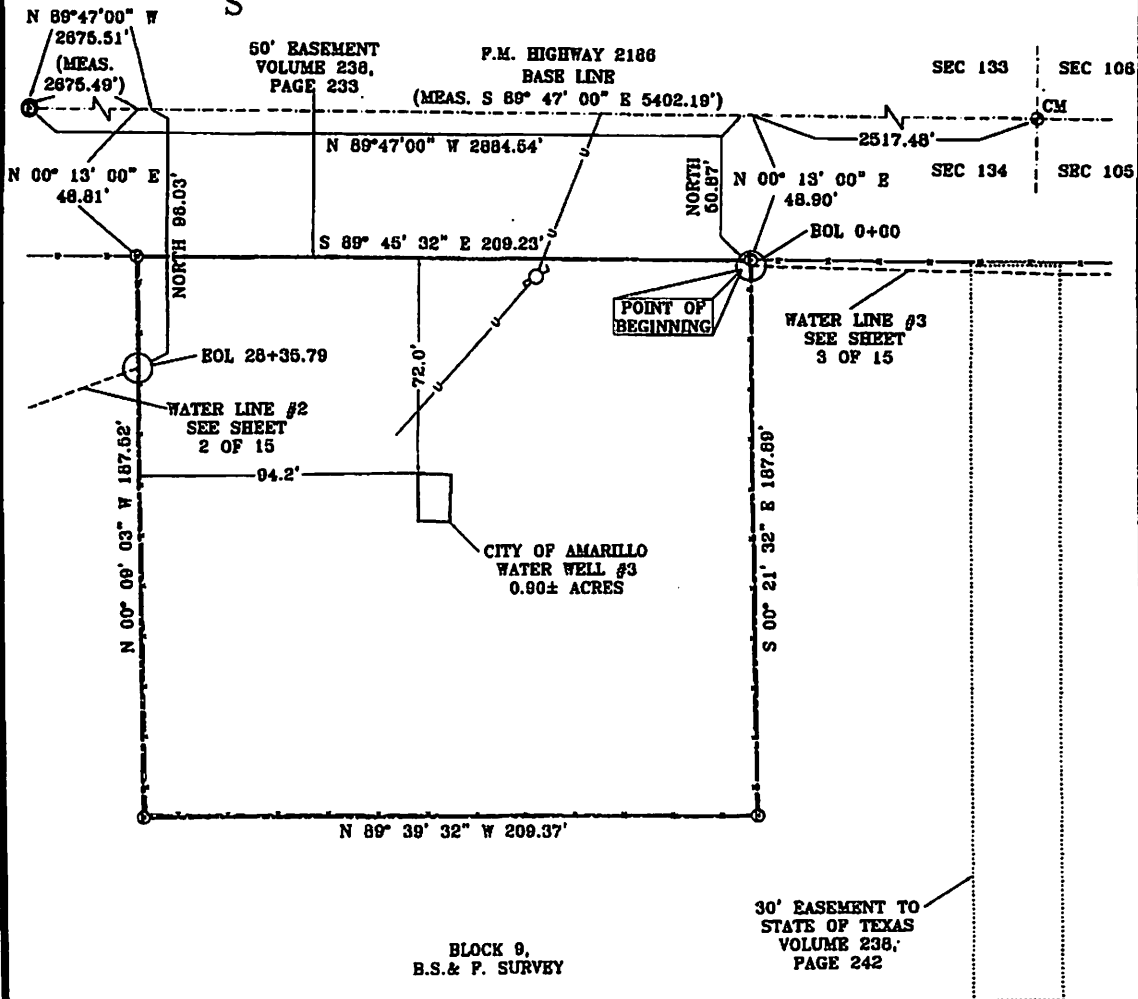 S
N 89°47'00" W
2675.51'
(MEAS.
2675.49')
50' EASEMENT
VOLUME 238,
PAGE 233
F.M. HIGHWAY 2186
BASE LINE
(MEAS. S 89° 47' 00" E 5402.19')
SEC 133
SEC 106
CM
2517.48'
N 89°47'00" W 2884.54'
SEC 134
SEC 105
N 00° 13' 00" E
48.81'
NORTH 98.03'
NORTH
50.87'
N 00° 13' 00" E
48.90'
BOL 0+00
S 89° 45' 32" E 209.23'
POINT OF
BEGINNING
WATER LINE #3
SEE SHEET
3 OF 15
EOL 28+35.79
72.0'
WATER LINE #2
SEE SHEET
2 OF 15
94.2'
N 00° 09' 03" W 187.52'
S 00° 21' 32" E 187.89'
CITY OF AMARILLO
WATER WELL #3
0.90± ACRES
N 89° 39' 32" W 209.37'
30' EASEMENT TO
STATE OF TEXAS
VOLUME 238,
PAGE 242
BLOCK 9,
B.S.& F. SURVEY